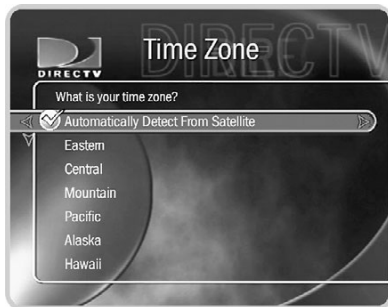 DIRECTV
Time Zone
DIRECTV
What is your time zone?
Automatically Detect From Satellite
Eastern
Central
Mountain
Pacific
Alaska
Hawaii